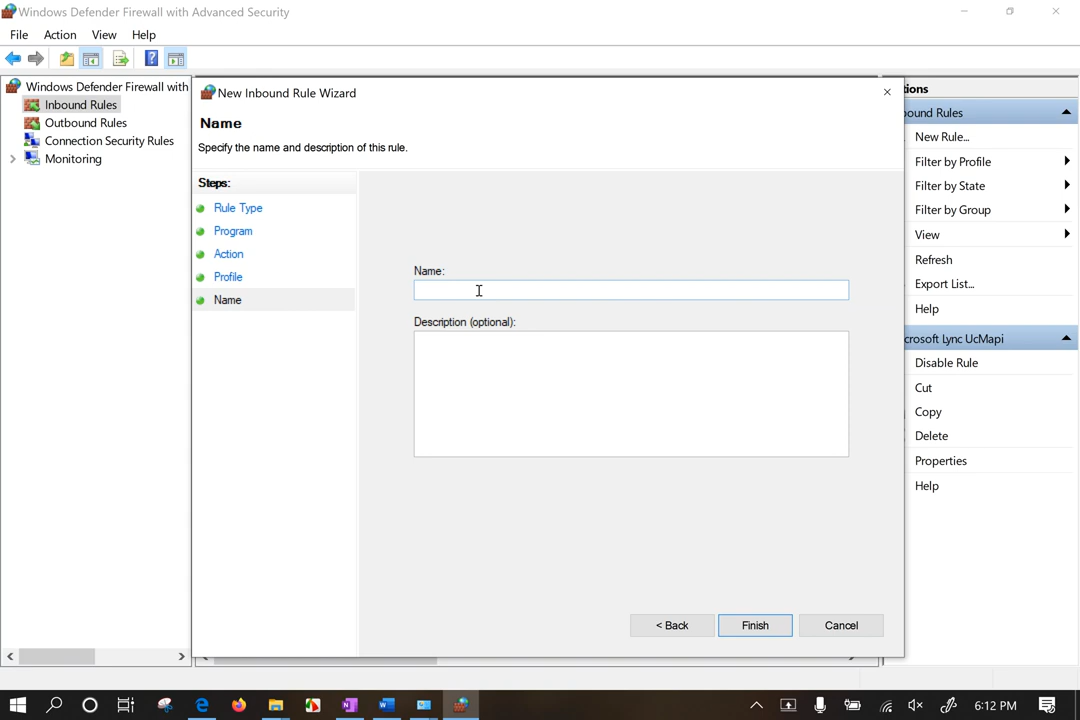 Windows Defender Firewall with Advanced Security
File Action View Help
Windows Defender Firewall with
Inbound Rules
Outbound Rules
Connection Security Rules
Monitoring
New Inbound Rule Wizard
Name
Specify the name and description of this rule.
Steps:
Rule Type
Program
Action
Profile
Name
Name:
Description (optional):
< Back
Finish
Cancel
tions
bound Rules
New Rule...
Filter by Profile
Filter by State
Filter by Group
View
Refresh
Export List...
Help
crosoft Lync UcMapi
Disable Rule
Cut
Copy
Delete
Properties
Help
6:12 PM